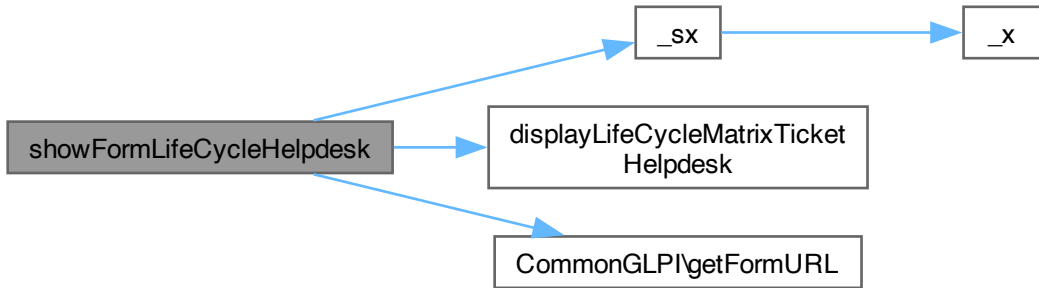 _sx
_x
showFormLifeCycleHelpdesk
displayLifeCycleMatrixTicket
Helpdesk
CommonGLPI\getFormURL